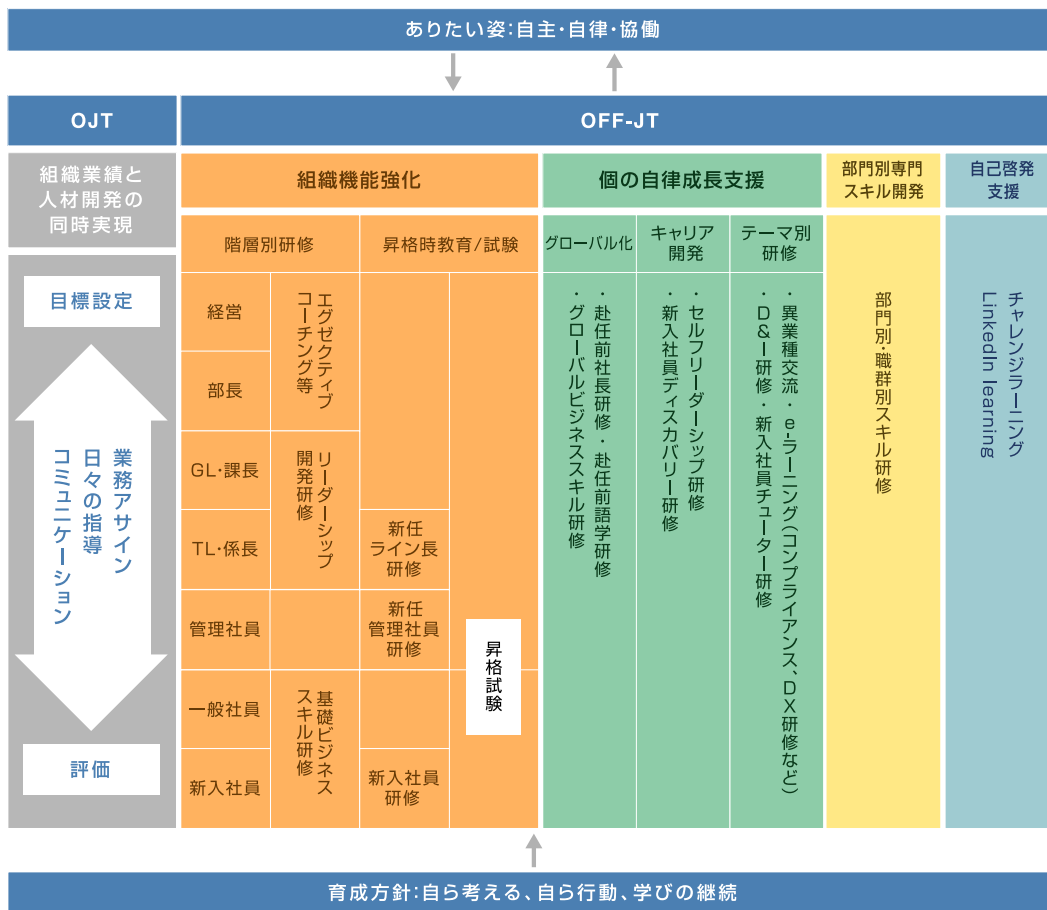 ありたい姿:自主・自律・協働
OJT
OFF-JT
組織業績と
人材開発の
同時実現
組織機能強化
個の自律成長支援
部門別専門
スキル開発
自己啓発
支援
階層別研修
昇格時教育/試験
グローバル化
キャリア
開発
テーマ別
研修
目標設定
業務アサイン
日々の指導
コミュニケーション
評価
経営
部長
GL・課長
TL・係長
管理社員
一般社員
新入社員
エグゼクティブ
コーチング等
リーダーシップ
開発研修
基礎ビジネス
スキル研修
新任
ライン長
研修
新任
管理社員
研修
新入社員
研修
昇格試験
・赴任前社長研修・赴任前語学研修
・グローバルビジネススキル研修
・セルフリーダーシップ研修
・新入社員ディスカバリー研修
・異業種交流・e-ラーニング(コンプライアンス、DX研修など)
・D&I研修・新入社員チューター研修
部門別・職群別スキル研修
チャレンジラーニング
LinkedIn learning
育成方針:自ら考える、自ら行動、学びの継続